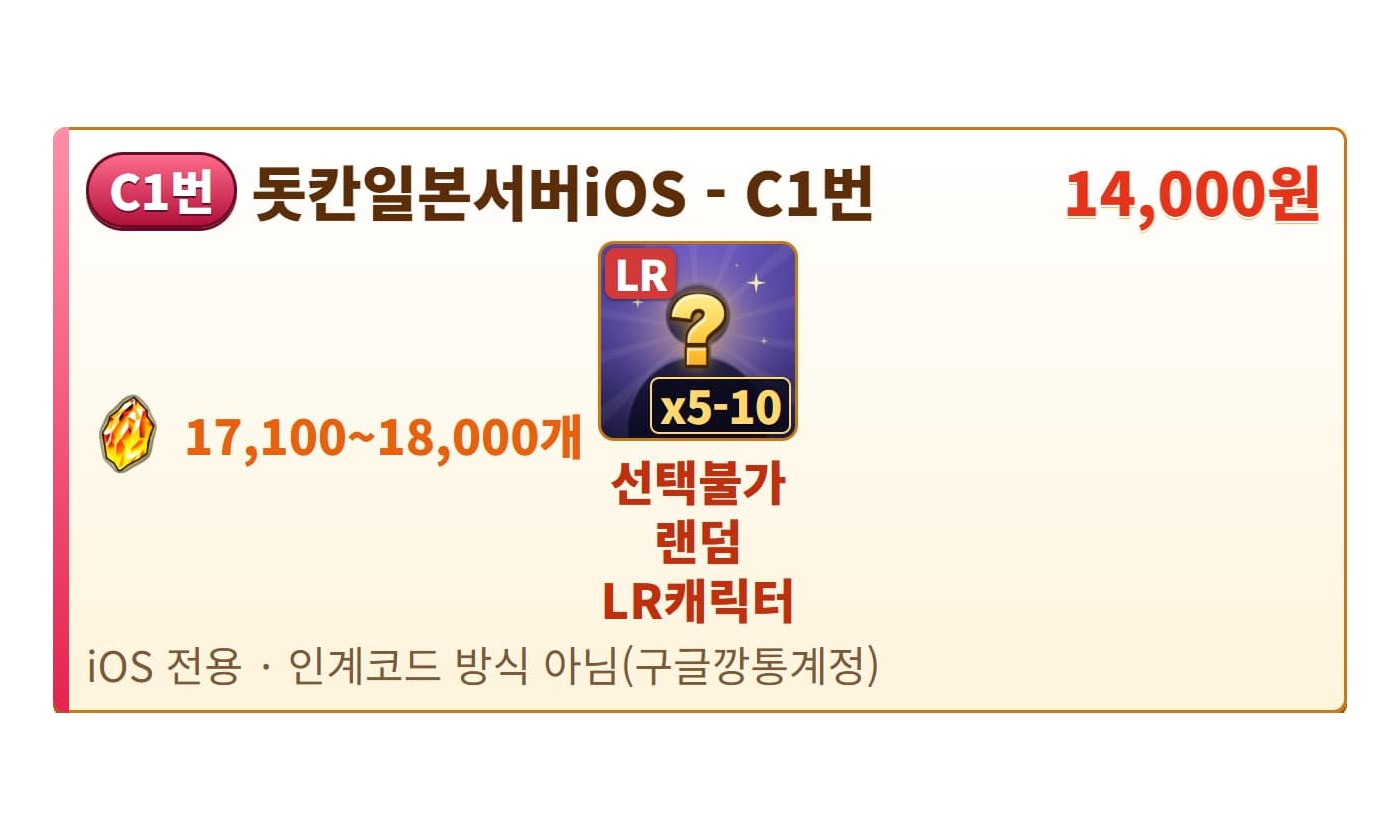 C1번 돗칸일본서버iOS - C1번 14,000원
LR
?
x5-10
17,100~18,000개
선택불가
랜덤
LR캐릭터
iOS 전용 · 인계코드 방식 아님(구글깡통계정)